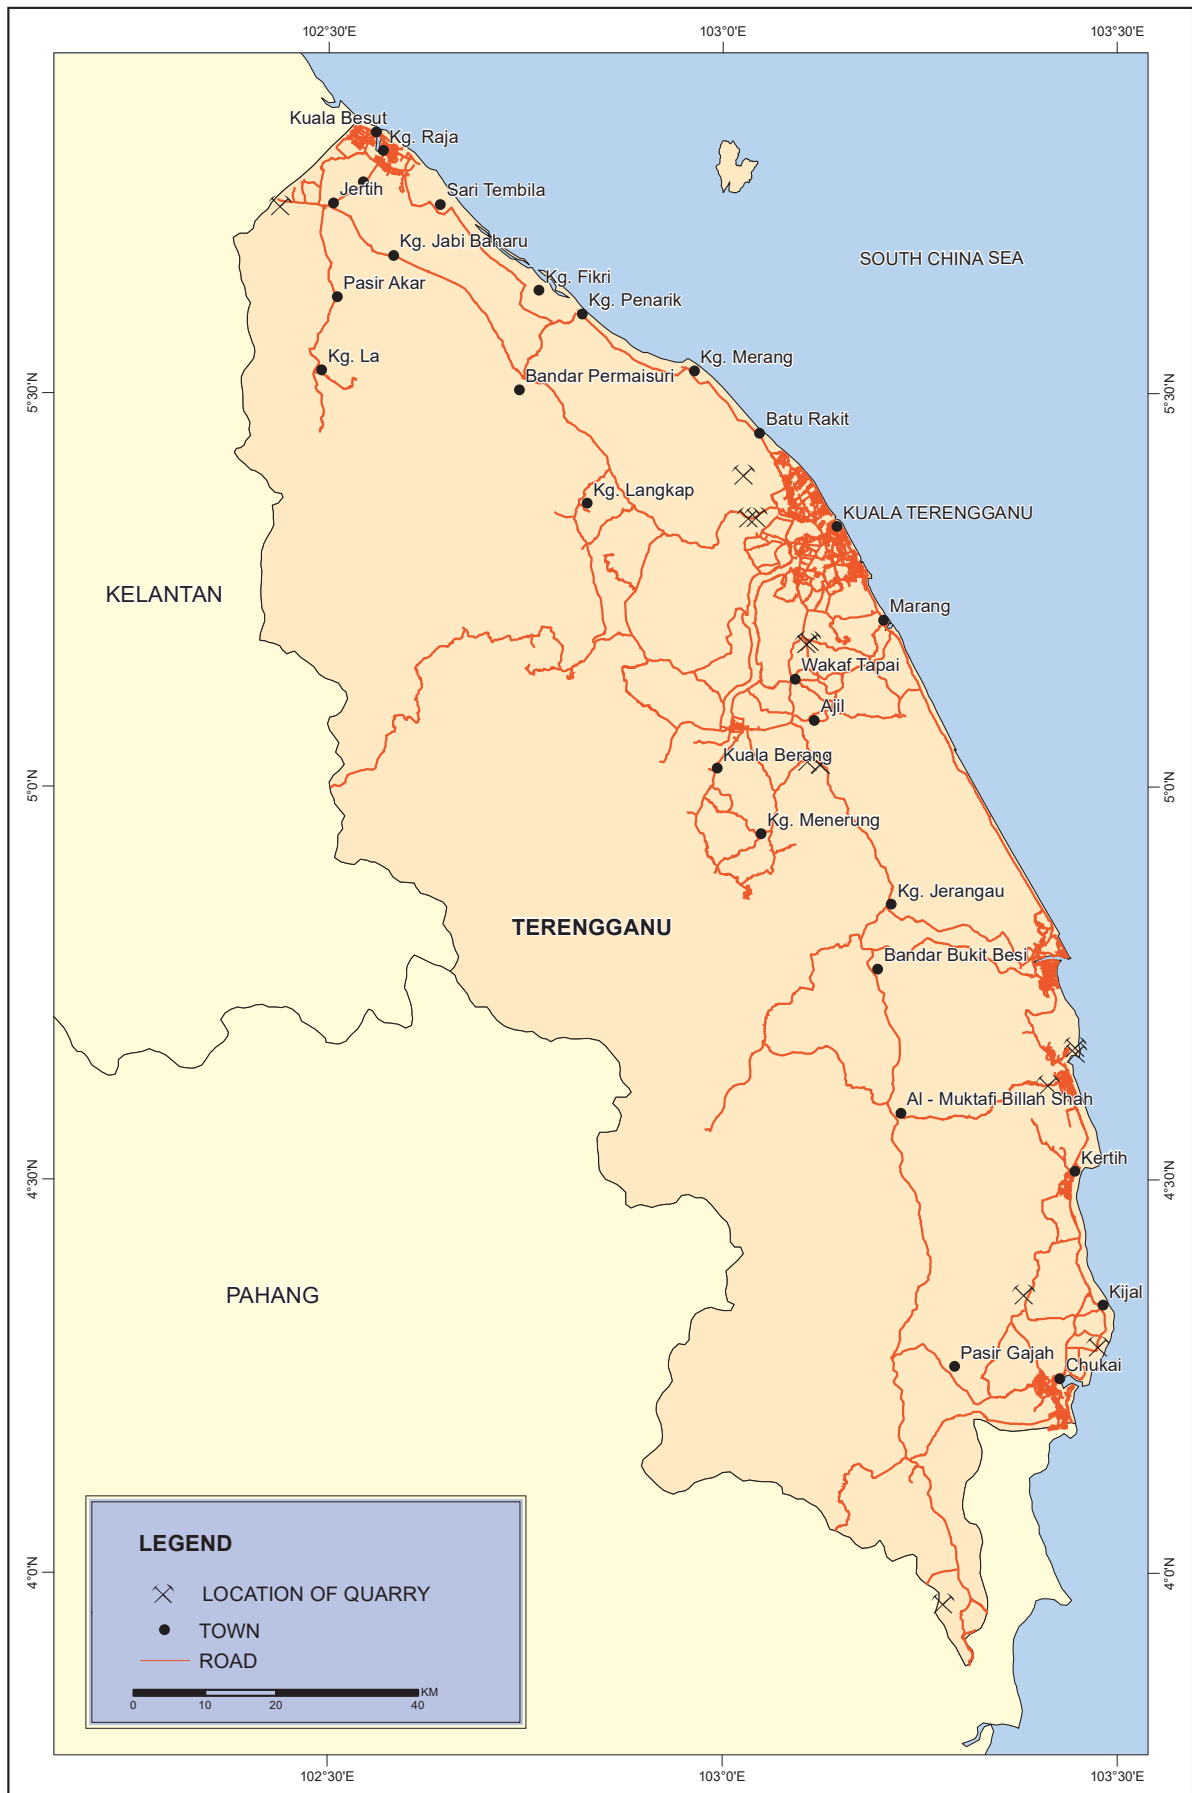 102°30'E
103°0'E
103°30'E
Kuala Besut
Kg. Raja
Jertih
Sari Tembila
Kg. Jabi Baharu
SOUTH CHINA SEA
Kg. Fikri
Pasir Akar
Kg. Penarik
Kg. La
Kg. Merang
Bandar Permaisuri
5°30'N
5°30'N
Batu Rakit
Kg. Langkap
KUALA TERENGGANU
KELANTAN
Marang
Wakaf Tapai
Ajil
Kuala Berang
5°0'N
5°0'N
Kg. Menerung
Kg. Jerangau
TERENGGANU
Bandar Bukit Besi
Al - Muktafi Billah Shah
Kertih
4°30'N
4°30'N
PAHANG
Kijal
Pasir Gajah
Chukai
LEGEND
4°0'N
4°0'N
LOCATION OF QUARRY
TOWN
ROAD
KM
0
10
20
40
102°30'E
103°0'E
103°30'E